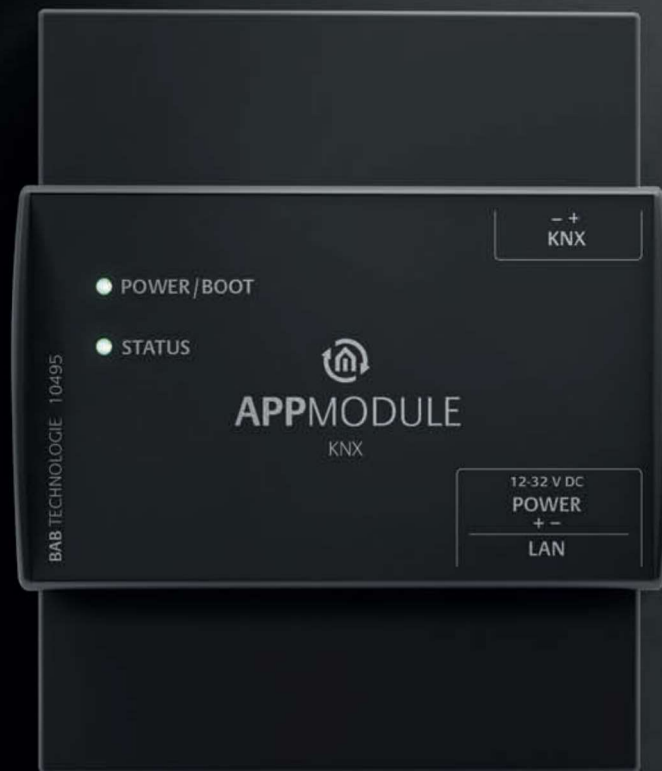 – +
KNX
POWER/BOOT
STATUS
APPMODULE
KNX
12-32 V DC
POWER
+ –
LAN
BAB TECHNOLOGIE 10495